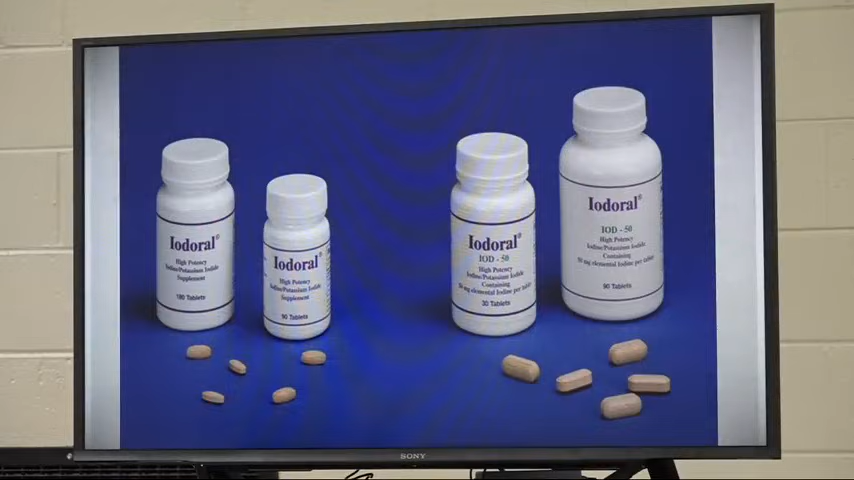 Iodoral®
High Potency
Iodine/Potassium Iodide
Supplement
180 Tablets
Iodoral®
High Potency
Iodine/Potassium Iodide
Supplement
90 Tablets
Iodoral®
IOD - 50
High Potency
Iodine/Potassium Iodide
Containing
50 mg elemental Iodine per tablet
30 Tablets
Iodoral®
IOD - 50
High Potency
Iodine/Potassium Iodide
Containing
50 mg elemental Iodine per tablet
90 Tablets
SONY